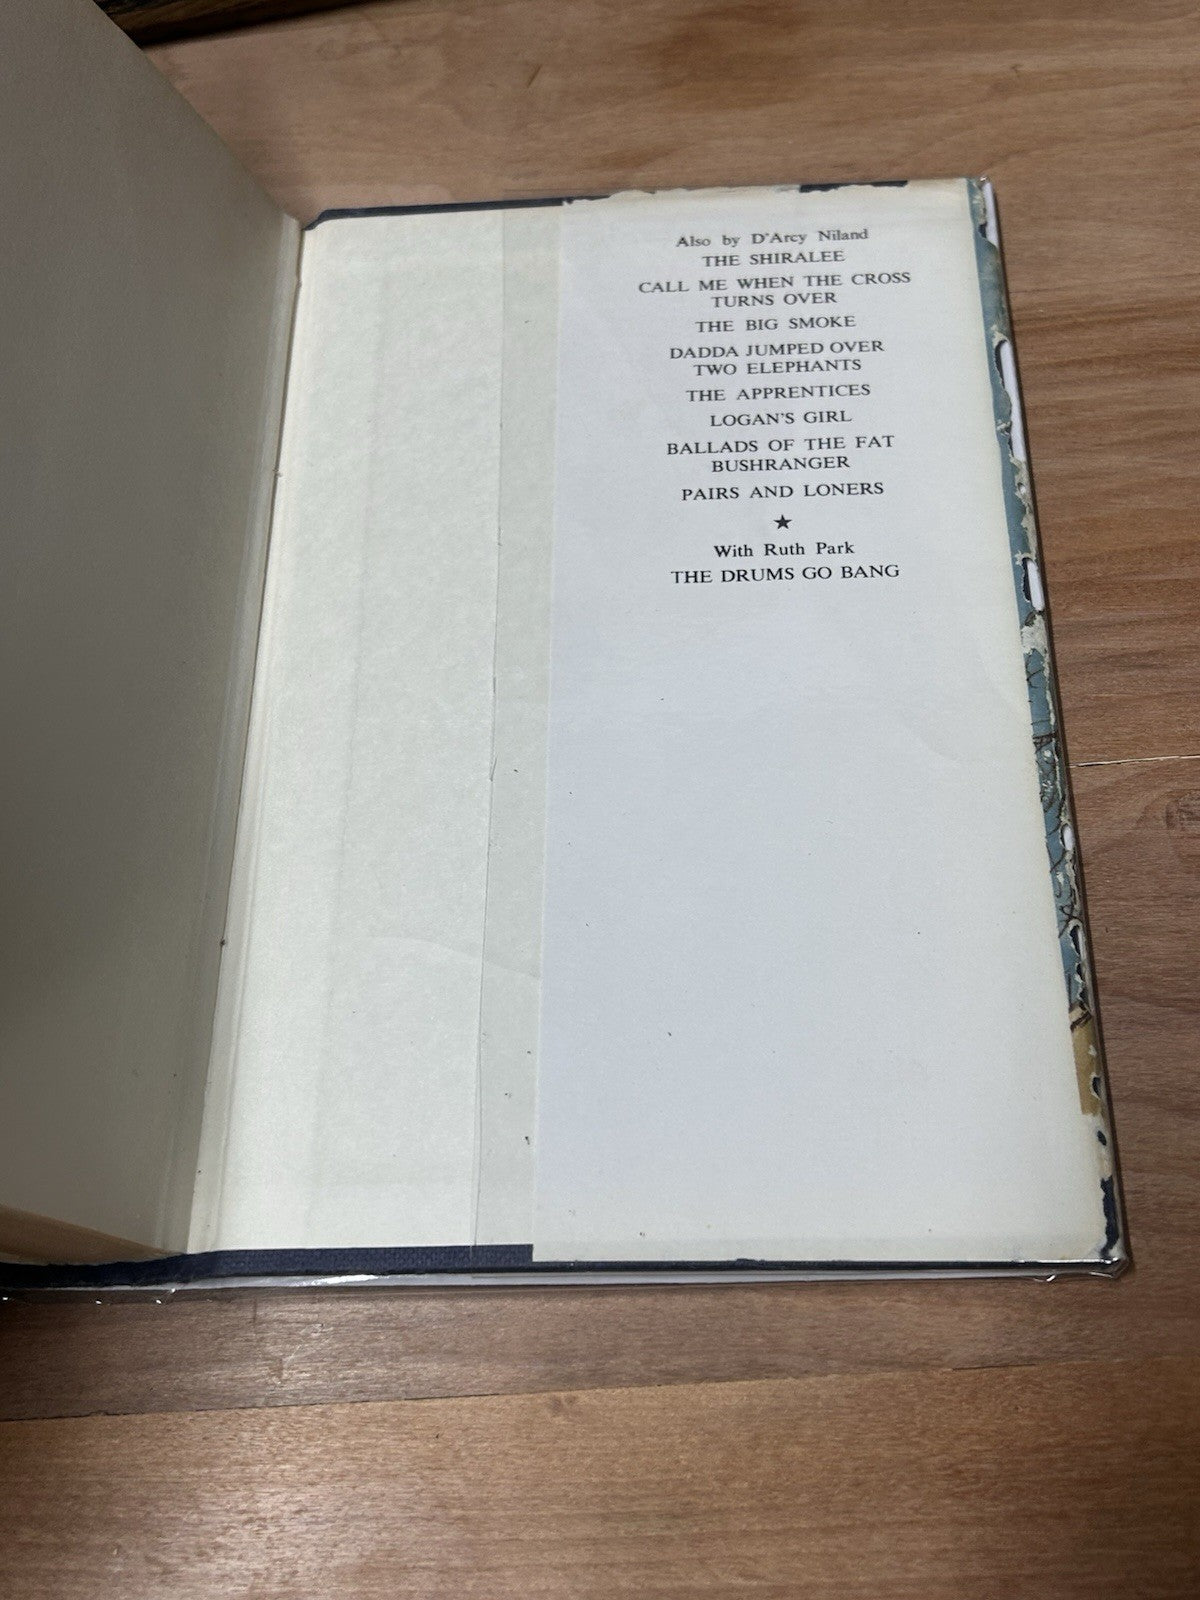 Also by D'Arcy Niland
THE SHIRALEE
CALL ME WHEN THE CROSS
TURNS OVER
THE BIG SMOKE
DADDA JUMPED OVER
TWO ELEPHANTS
THE APPRENTICES
LOGAN'S GIRL
BALLADS OF THE FAT
BUSHRANGER
PAIRS AND LONERS
★
With Ruth Park
THE DRUMS GO BANG